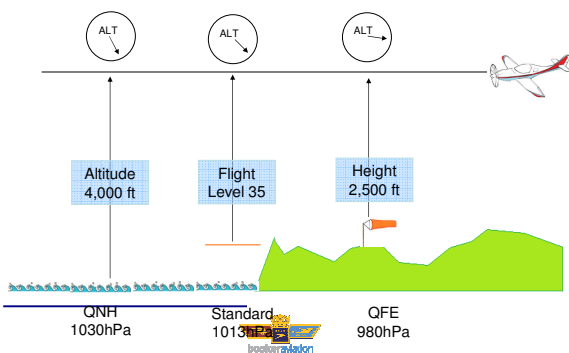 ALT
ALT
ALT
Altitude
4,000 ft
Flight
Level 35
Height
2,500 ft
QNH
1030hPa
Standard
1013hPa
QFE
980hPa
bookeraviation